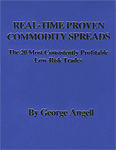 REAL-TIME PROVEN
COMMODITY SPREADS
The 20 Most Consistently Profitable
Low-Risk Trades
By George Angell